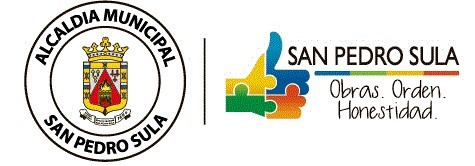 ALCALDIA MUNICIPAL
SAN PEDRO SULA
SAN PEDRO SULA
Obras. Orden.
Honestidad.